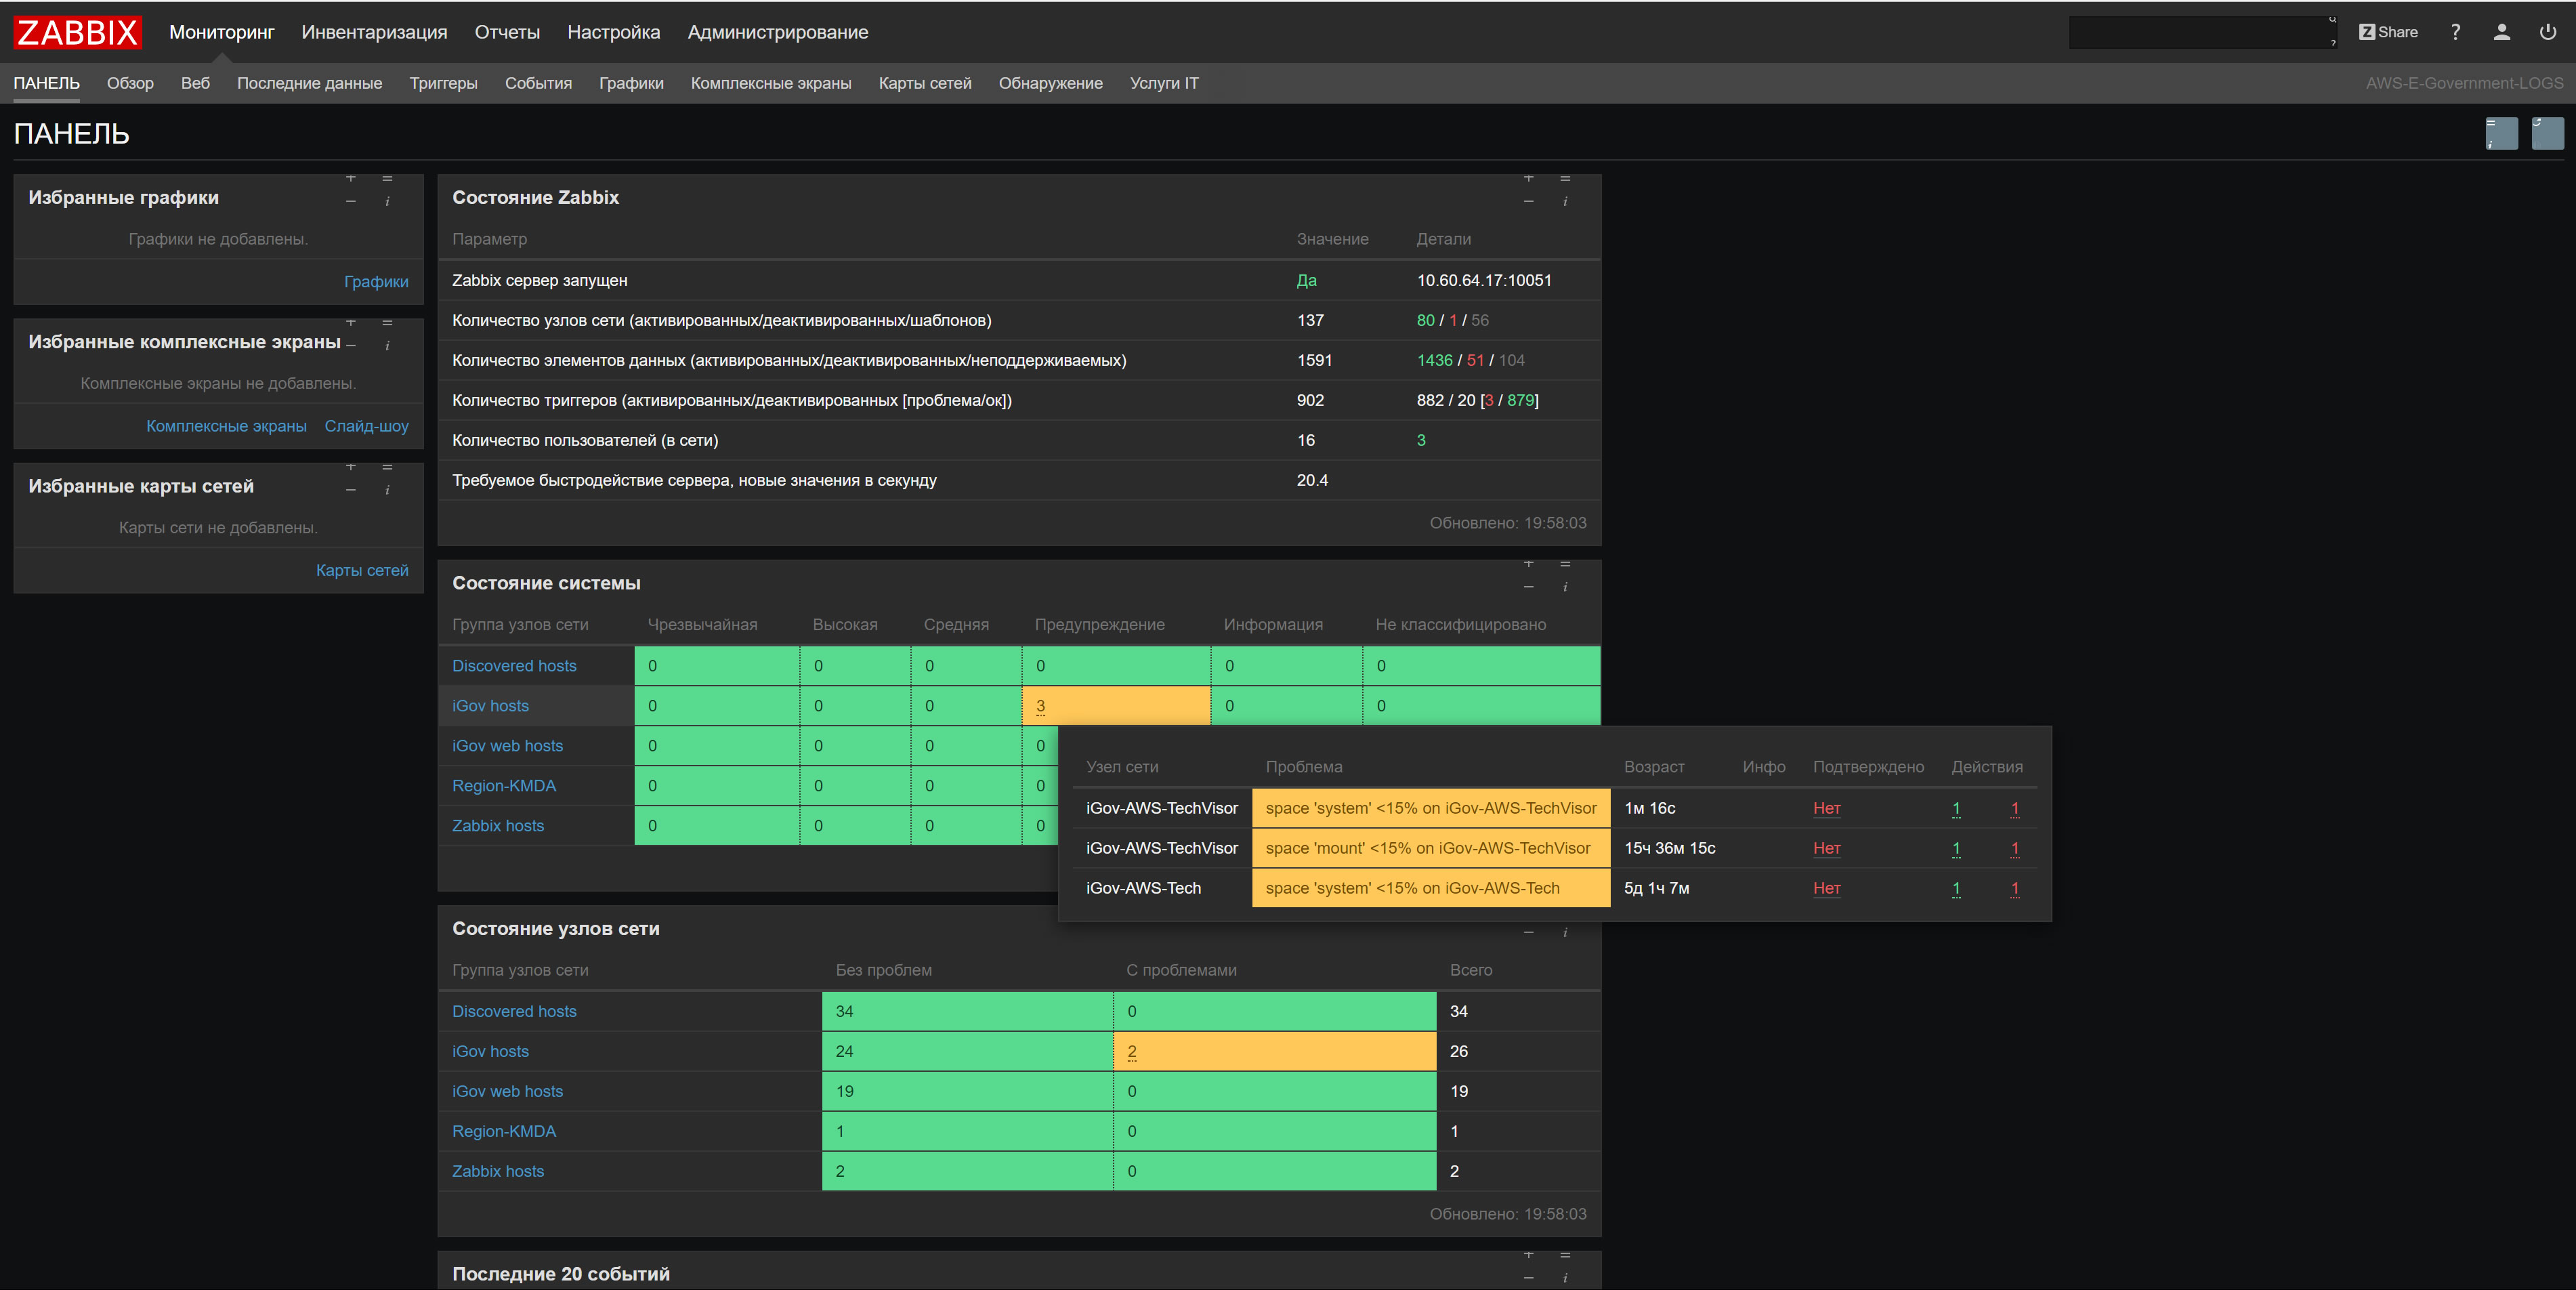 ZABBIX Мониторинг Инвентаризация Отчеты Настройка Администрирование Z Share ?
ПАНЕЛЬ Обзор Веб Последние данные Триггеры События Графики Комплексные экраны Карты сетей Обнаружение Услуги IT AWS-E-Government-LOGS
ПАНЕЛЬ
Избранные графики
Графики не добавлены.
Графики
Избранные комплексные экраны
Комплексные экраны не добавлены.
Комплексные экраны Слайд-шоу
Избранные карты сетей
Карты сети не добавлены.
Карты сетей
Состояние Zabbix
Параметр Значение Детали
Zabbix сервер запущен Да 10.60.64.17:10051
Количество узлов сети (активированных/деактивированных/шаблонов) 137 80 / 1 / 56
Количество элементов данных (активированных/деактивированных/неподдерживаемых) 1591 1436 / 51 / 104
Количество триггеров (активированных/деактивированных [проблема/ок]) 902 882 / 20 [3 / 879]
Количество пользователей (в сети) 16 3
Требуемое быстродействие сервера, новые значения в секунду 20.4
Обновлено: 19:58:03
Состояние системы
Группа узлов сети Чрезвычайная Высокая Средняя Предупреждение Информация Не классифицировано
Discovered hosts 0 0 0 0 0 0
iGov hosts 0 0 0 3 0 0
iGov web hosts 0 0 0 0
Region-KMDA 0 0 0 0
Zabbix hosts 0 0 0 0
Узел сети Проблема Возраст Инфо Подтверждено Действия
iGov-AWS-TechVisor space 'system' <15% on iGov-AWS-TechVisor 1м 16с Нет 1 1
iGov-AWS-TechVisor space 'mount' <15% on iGov-AWS-TechVisor 15ч 36м 15с Нет 1 1
iGov-AWS-Tech space 'system' <15% on iGov-AWS-Tech 5д 1ч 7м Нет 1 1
Состояние узлов сети
Группа узлов сети Без проблем С проблемами Всего
Discovered hosts 34 0 34
iGov hosts 24 2 26
iGov web hosts 19 0 19
Region-KMDA 1 0 1
Zabbix hosts 2 0 2
Обновлено: 19:58:03
Последние 20 событий